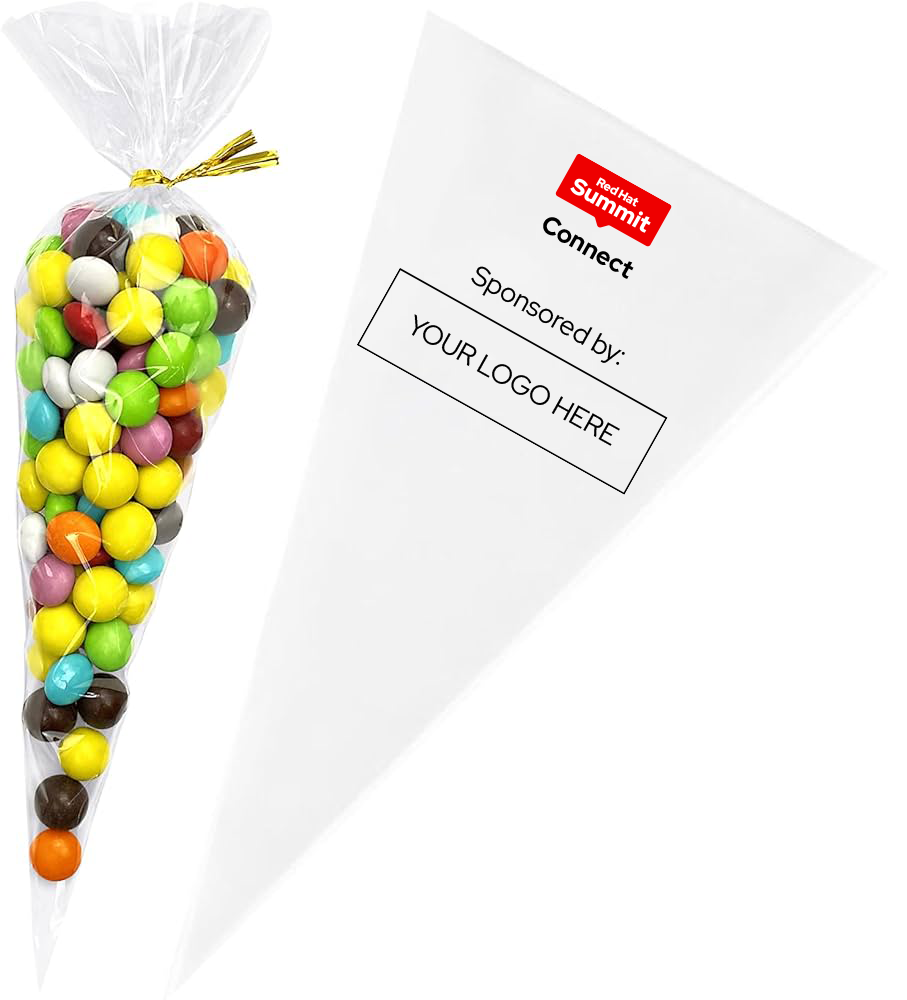 Red Hat
Summit
Connect
Sponsored by:
YOUR LOGO HERE